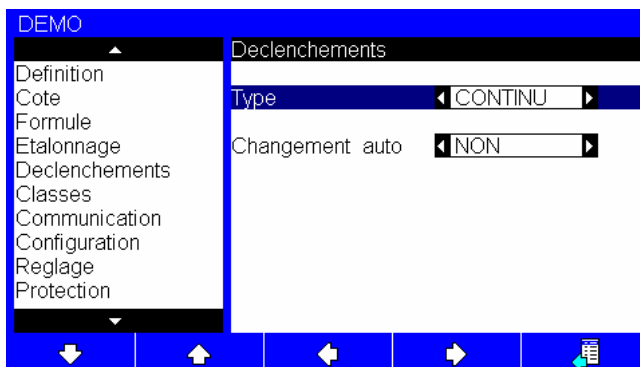 DEMO
Definition
Cote
Formule
Etalonnage
Declenchements
Classes
Communication
Configuration
Reglage
Protection
Declenchements
Type CONTINU
Changement auto NON